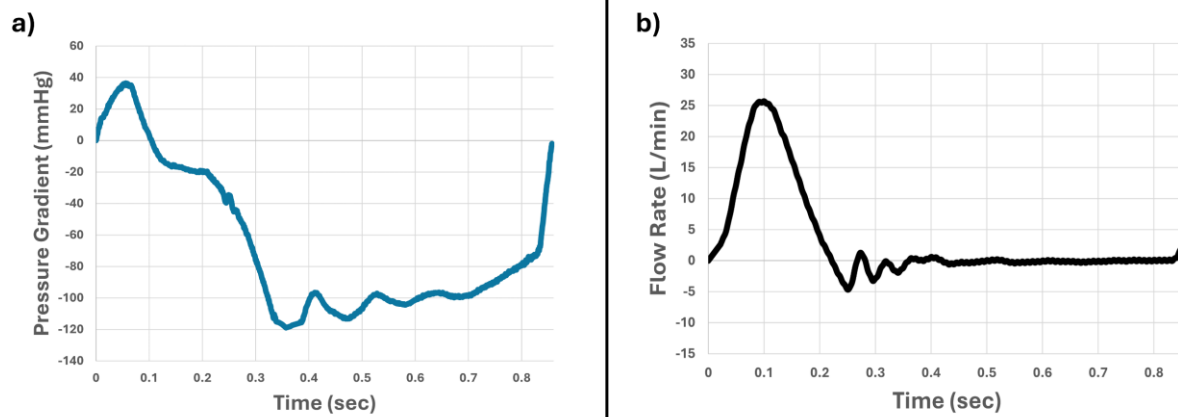 a)
Pressure Gradient (mmHg)
60
40
20
0
-20
-40
-60
-80
-100
-120
-140
0 0.1 0.2 0.3 0.4 0.5 0.6 0.7 0.8
Time (sec)
b)
Flow Rate (L/min)
35
30
25
20
15
10
5
0
-5
-10
-15
0 0.1 0.2 0.3 0.4 0.5 0.6 0.7 0.8
Time (sec)